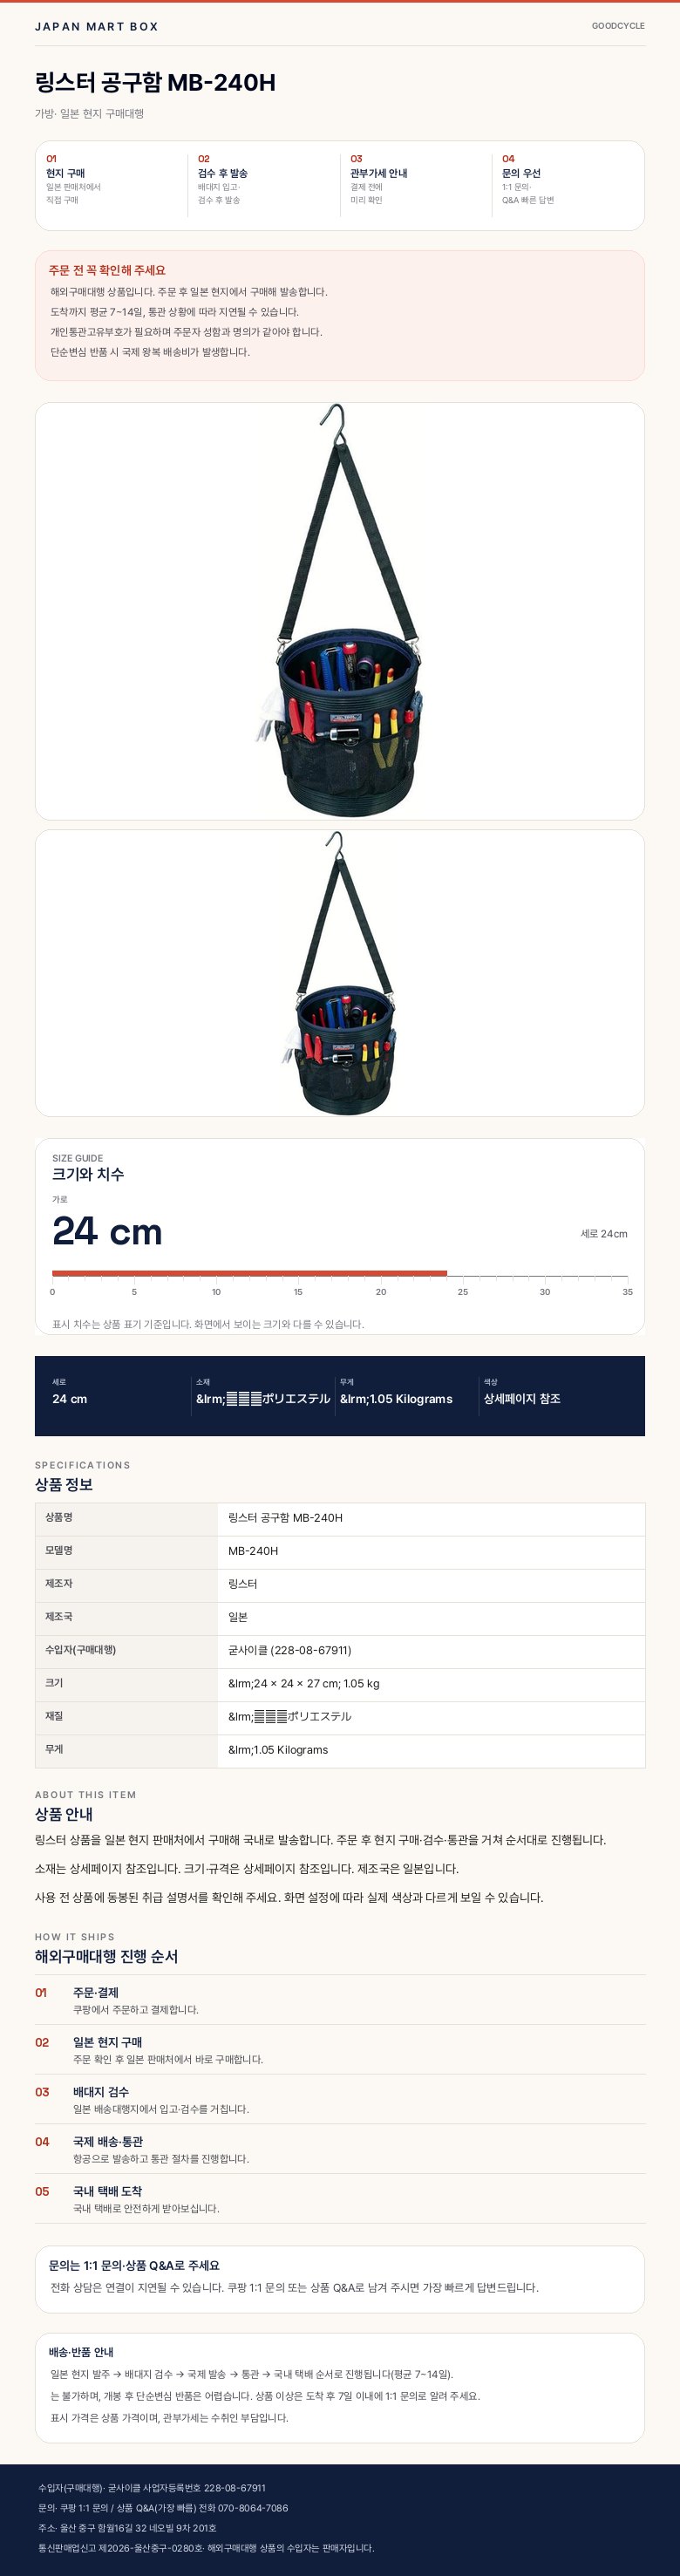 JAPAN MART BOX
GOODCYCLE
링스터 공구함 MB-240H
가방· 일본 현지 구매대행
01
현지 구매
일본 판매처에서
직접 구매
02
검수 후 발송
배대지 입고·
검수 후 발송
03
관부가세 안내
결제 전에
미리 확인
04
문의 우선
1:1 문의·
Q&A 빠른 답변
주문 전 꼭 확인해 주세요
해외구매대행 상품입니다. 주문 후 일본 현지에서 구매해 발송합니다.
도착까지 평균 7~14일, 통관 상황에 따라 지연될 수 있습니다.
개인통관고유부호가 필요하며 주문자 성함과 명의가 같아야 합니다.
단순변심 반품 시 국제 왕복 배송비가 발생합니다.
SIZE GUIDE
크기와 치수
가로
24 cm
세로 24cm
0 5 10 15 20 25 30 35
표시 치수는 상품 표기 기준입니다. 화면에서 보이는 크기와 다를 수 있습니다.
세로
24 cm
소재
&lrm;ポリエステル
무게
&lrm;1.05 Kilograms
색상
상세페이지 참조
SPECIFICATIONS
상품 정보
상품명 링스터 공구함 MB-240H
모델명 MB-240H
제조자 링스터
제조국 일본
수입자(구매대행) 굳사이클 (228-08-67911)
크기 &lrm;24 × 24 × 27 cm; 1.05 kg
재질 &lrm;ポリエステル
무게 &lrm;1.05 Kilograms
ABOUT THIS ITEM
상품 안내
링스터 상품을 일본 현지 판매처에서 구매해 국내로 발송합니다. 주문 후 현지 구매·검수·통관을 거쳐 순서대로 진행됩니다.
소재는 상세페이지 참조입니다. 크기·규격은 상세페이지 참조입니다. 제조국은 일본입니다.
사용 전 상품에 동봉된 취급 설명서를 확인해 주세요. 화면 설정에 따라 실제 색상과 다르게 보일 수 있습니다.
HOW IT SHIPS
해외구매대행 진행 순서
01 주문·결제
쿠팡에서 주문하고 결제합니다.
02 일본 현지 구매
주문 확인 후 일본 판매처에서 바로 구매합니다.
03 배대지 검수
일본 배송대행지에서 입고·검수를 거칩니다.
04 국제 배송·통관
항공으로 발송하고 통관 절차를 진행합니다.
05 국내 택배 도착
국내 택배로 안전하게 받아보십니다.
문의는 1:1 문의·상품 Q&A로 주세요
전화 상담은 연결이 지연될 수 있습니다. 쿠팡 1:1 문의 또는 상품 Q&A로 남겨 주시면 가장 빠르게 답변드립니다.
배송·반품 안내
일본 현지 발주 → 배대지 검수 → 국제 발송 → 통관 → 국내 택배 순서로 진행됩니다(평균 7~14일).
는 불가하며, 개봉 후 단순변심 반품은 어렵습니다. 상품 이상은 도착 후 7일 이내에 1:1 문의로 알려 주세요.
표시 가격은 상품 가격이며, 관부가세는 수취인 부담입니다.
수입자(구매대행)· 굳사이클 사업자등록번호 228-08-67911
문의· 쿠팡 1:1 문의 / 상품 Q&A(가장 빠름) 전화 070-8064-7086
주소· 울산 중구 함월16길 32 네오빌 9차 201호
통신판매업신고 제2026-울산중구-0280호· 해외구매대행 상품의 수입자는 판매자입니다.